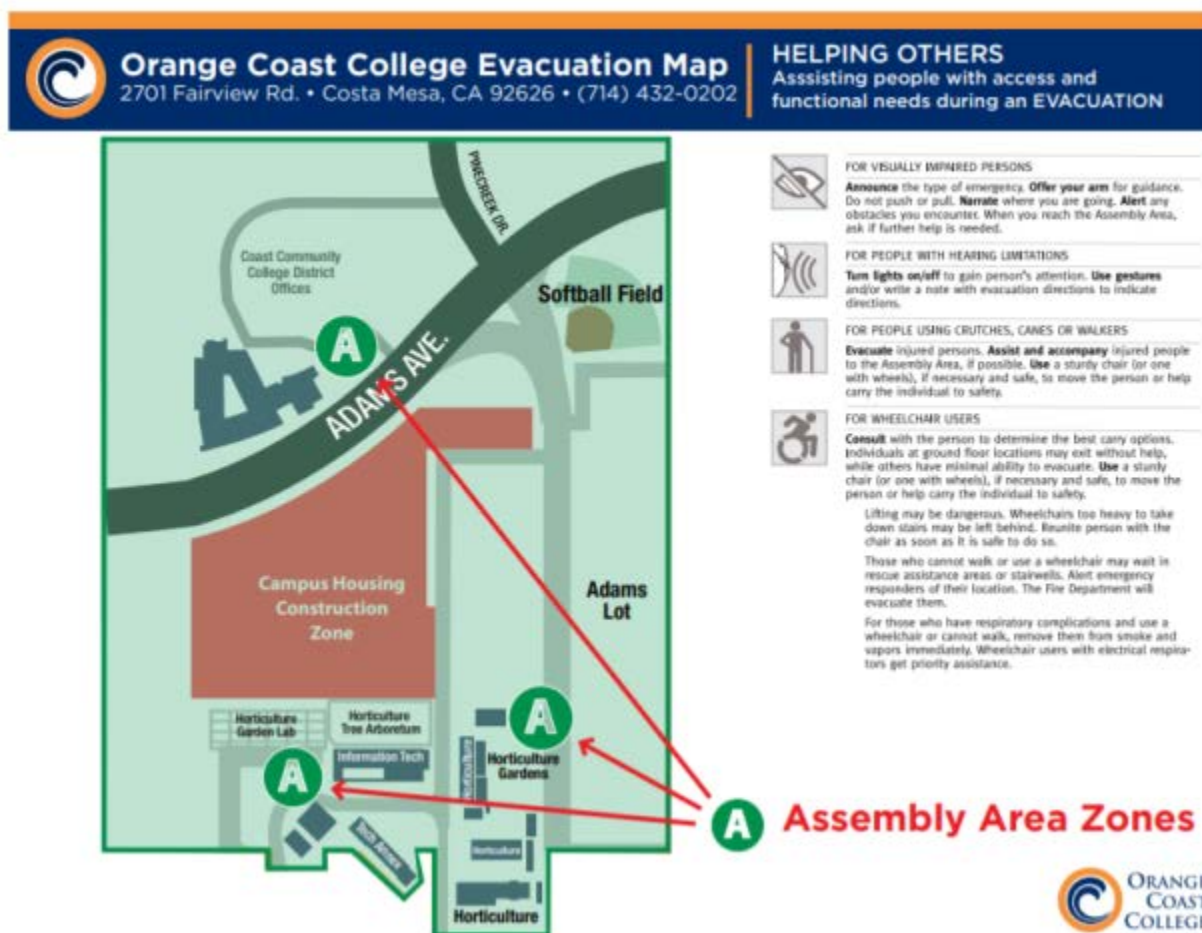 Orange Coast College Evacuation Map
2701 Fairview Rd. • Costa Mesa, CA 92626 • (714) 432-0202
HELPING OTHERS
Asssisting people with access and
functional needs during an EVACUATION
PINECREEK DR.
Coast Community
College District
Offices
Softball Field
A
ADAMS AVE.
Campus Housing
Construction
Zone
Adams
Lot
Horticulture
Garden Lab
Horticulture
Tree Arboretum
Information Tech
A
Horticulture
A
Horticulture
Gardens
Tech Annex
Horticulture
Horticulture
FOR VISUALLY IMPAIRED PERSONS
Announce the type of emergency. Offer your arm for guidance.
Do not push or pull. Narrate where you are going. Alert any
obstacles you encounter. When you reach the Assembly Area,
ask if further help is needed.
FOR PEOPLE WITH HEARING LIMITATIONS
Turn lights on/off to gain person's attention. Use gestures
and/or write a note with evacuation directions to indicate
directions.
FOR PEOPLE USING CRUTCHES, CANES OR WALKERS
Evacuate injured persons. Assist and accompany injured people
to the Assembly Area, if possible. Use a sturdy chair (or one
with wheels), if necessary and safe, to move the person or help
carry the individual to safety.
FOR WHEELCHAIR USERS
Consult with the person to determine the best carry options.
Individuals at ground floor locations may exit without help,
while others have minimal ability to evacuate. Use a sturdy
chair (or one with wheels), if necessary and safe, to move the
person or help carry the individual to safety.
Lifting may be dangerous. Wheelchairs too heavy to take
down stairs may be left behind. Reunite person with the
chair as soon as it is safe to do so.
Those who cannot walk or use a wheelchair may wait in
rescue assistance areas or stairwells. Alert emergency
responders of their location. The Fire Department will
evacuate them.
For those who have respiratory complications and use a
wheelchair or cannot walk, remove them from smoke and
vapors immediately. Wheelchair users with electrical respira-
tors get priority assistance.
A Assembly Area Zones
ORANGE
COAST
COLLEGE